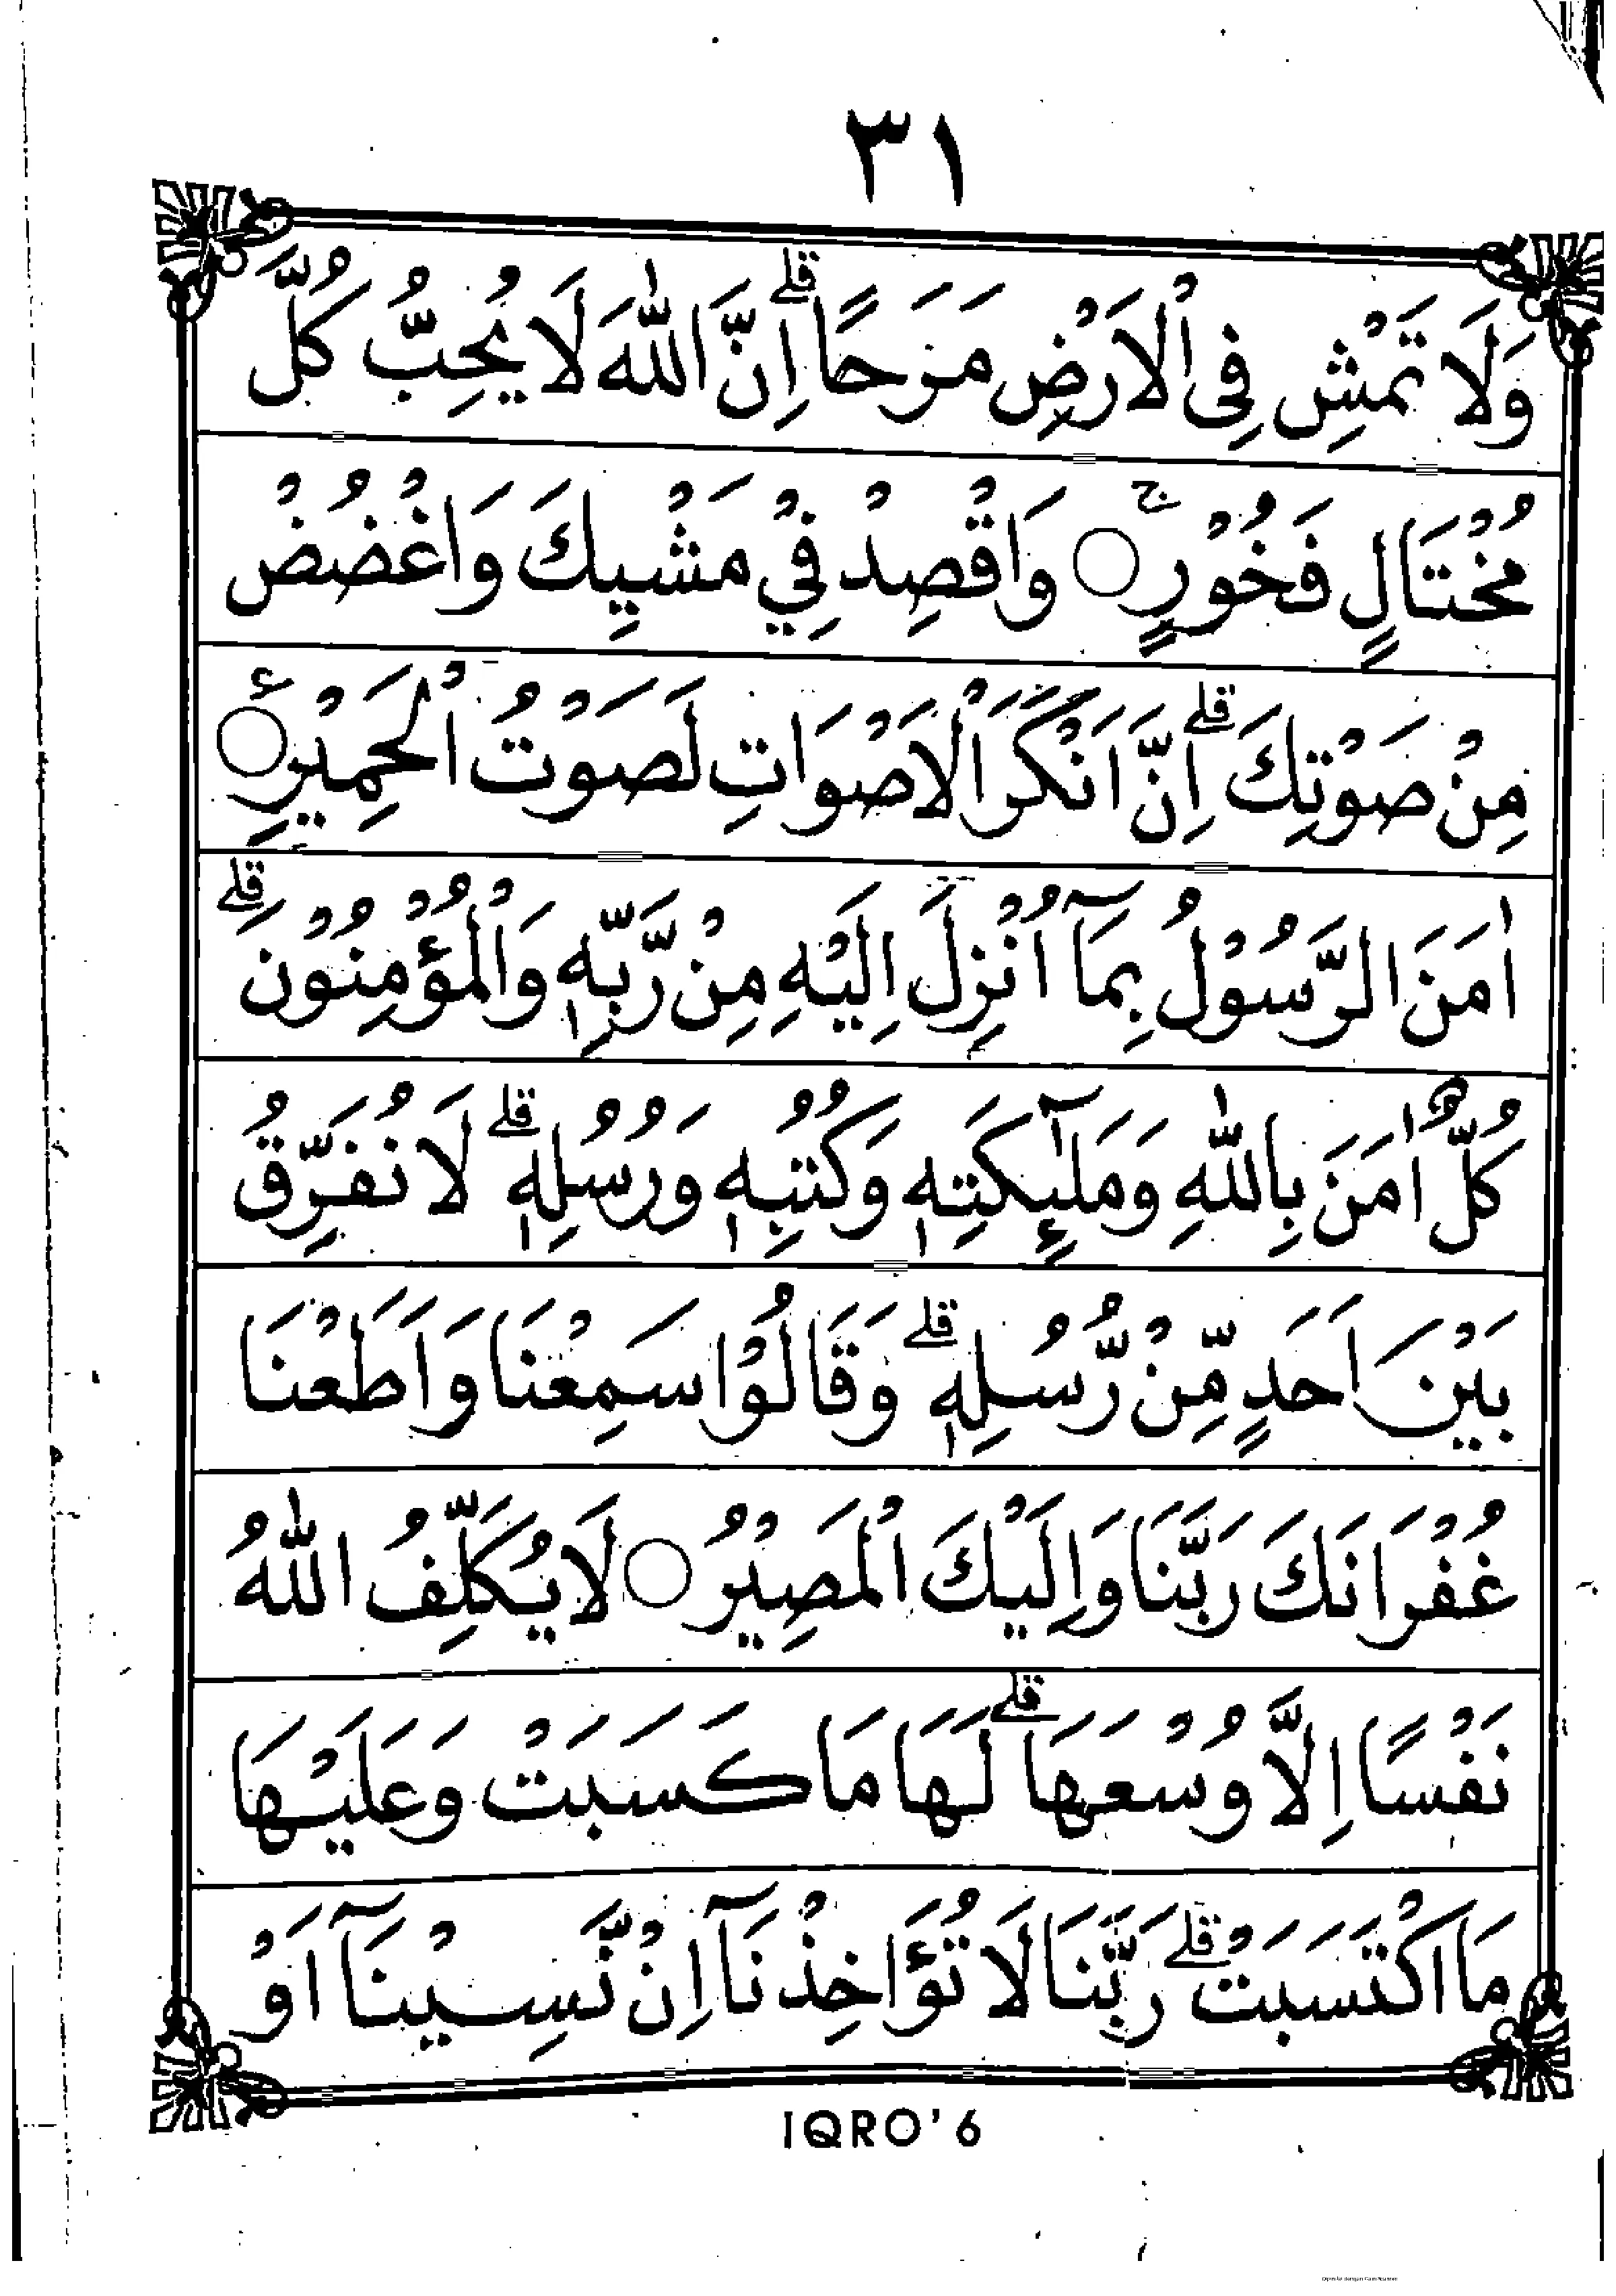 ٣١
وَلَا تَمْشِ فِى الْاَرْضِ مَرَحًا ۗ اِنَّ اللّٰهَ لَا يُحِبُّ كُلَّ
مُخْتَالٍ فَخُوْرٍ ۚ ○ وَاقْصِدْ فِيْ مَشْيِكَ وَاغْضُضْ
مِنْ صَوْتِكَ ۗ اِنَّ اَنْكَرَ الْاَصْوَاتِ لَصَوْتُ الْحَمِيْرِ ○ ع
اٰمَنَ الرَّسُوْلُ بِمَآ اُنْزِلَ اِلَيْهِ مِنْ رَّبِّهٖ وَالْمُؤْمِنُوْنَ ۗ
كُلٌّ اٰمَنَ بِاللّٰهِ وَمَلٰٓىِٕكَتِهٖ وَكُتُبِهٖ وَرُسُلِهٖ ۗ لَا نُفَرِّقُ
بَيْنَ اَحَدٍ مِّنْ رُّسُلِهٖ ۗ وَقَالُوْا سَمِعْنَا وَاَطَعْنَا
غُفْرَانَكَ رَبَّنَا وَاِلَيْكَ الْمَصِيْرُ ○ لَا يُكَلِّفُ اللّٰهُ
نَفْسًا اِلَّا وُسْعَهَا ۗ لَهَا مَا كَسَبَتْ وَعَلَيْهَا
مَا اكْتَسَبَتْ ۗ رَبَّنَا لَا تُؤَاخِذْنَآ اِنْ نَّسِيْنَآ اَوْ
IQRO'6